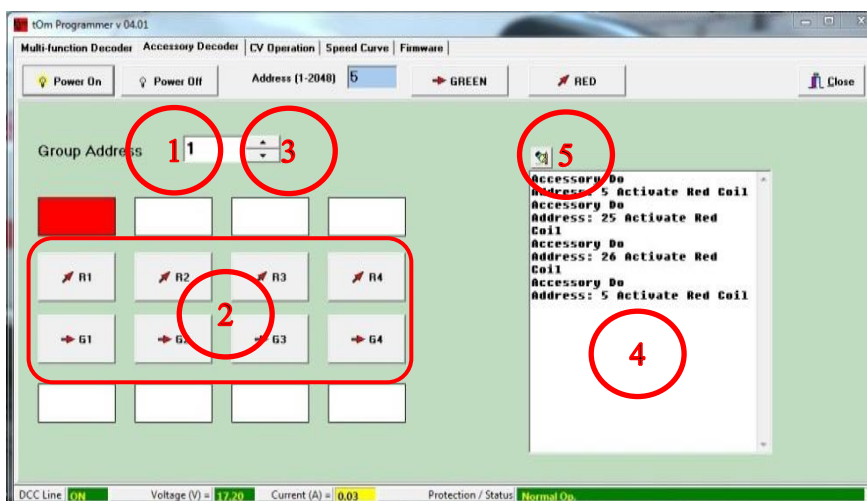 tOm Programmer v 04.01
Multi-function Decoder Accessory Decoder CV Operation Speed Curve Firmware
Power On Power Off Address (1-2048) 5 GREEN RED Close
Group Address 1 1 3
5
Accessory Do
Address: 5 Activate Red Coil
Accessory Do
Address: 25 Activate Red
Coil
Accessory Do
Address: 26 Activate Red
Coil
Accessory Do
Address: 5 Activate Red Coil
R1 R2 R3 R4
2
G1 G2 G3 G4
4
DCC Line ON Voltage (V) = 17.20 Current (A) = 0.03 Protection / Status Normal Op.